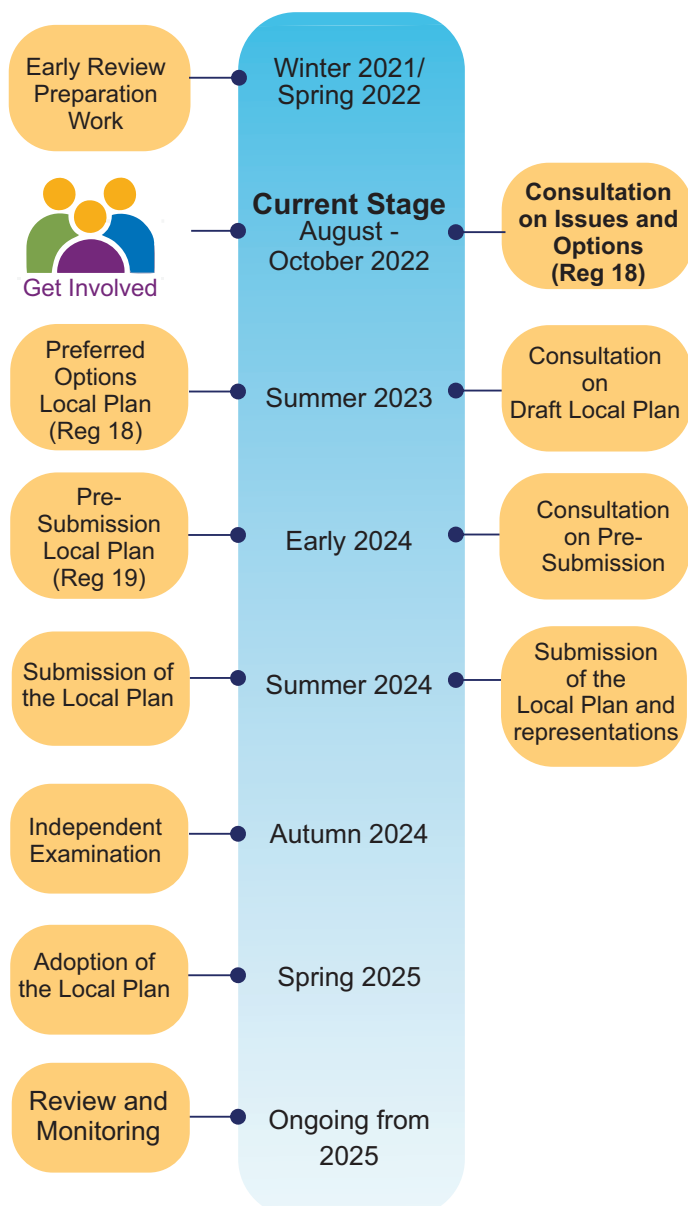 Early Review
Preparation
Work
Winter 2021/
Spring 2022
Get Involved
Current Stage
August -
October 2022
Consultation
on Issues and
Options
(Reg 18)
Preferred
Options
Local Plan
(Reg 18)
Summer 2023
Consultation
on
Draft Local Plan
Pre-
Submission
Local Plan
(Reg 19)
Early 2024
Consultation
on Pre-
Submission
Submission of
the Local Plan
Summer 2024
Submission
of the
Local Plan and
representations
Independent
Examination
Autumn 2024
Adoption of
the Local Plan
Spring 2025
Review and
Monitoring
Ongoing from
2025